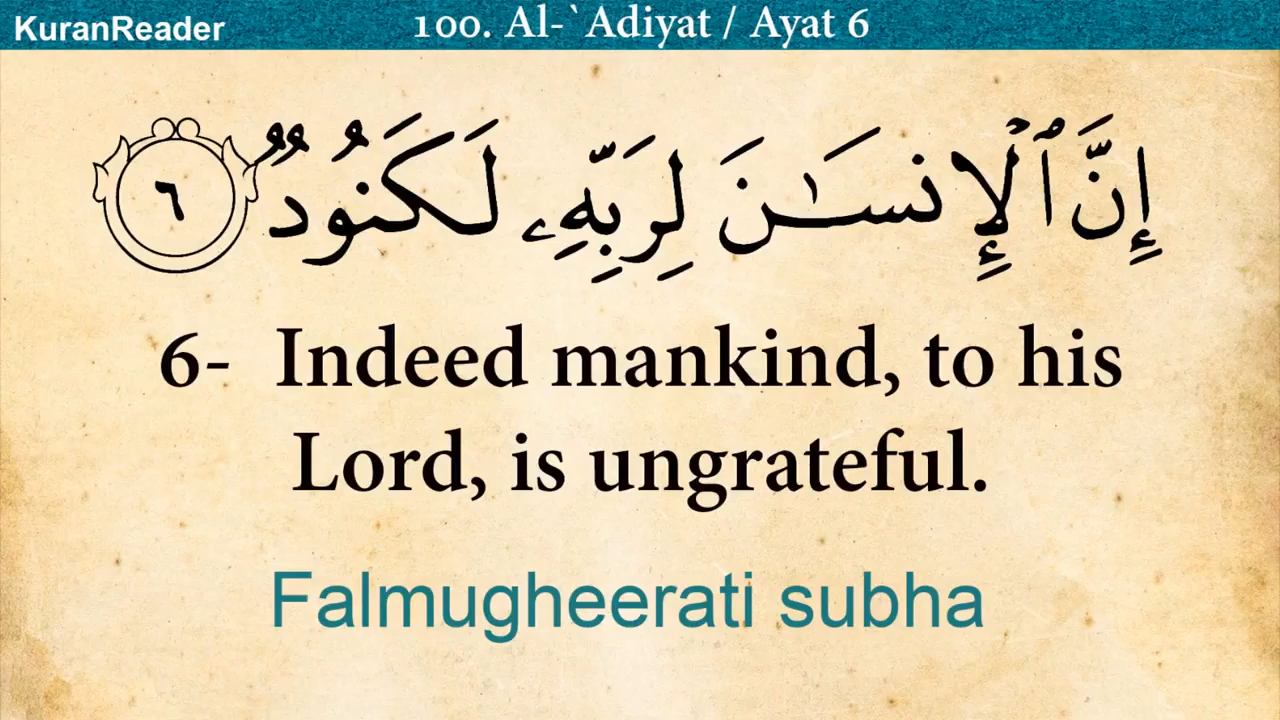 KuranReader
100. Al-`Adiyat / Ayat 6
إِنَّ ٱلْإِنسَـٰنَ لِرَبِّهِۦ لَكَنُودٌۭ ٦
6- Indeed mankind, to his
Lord, is ungrateful.
Falmugheerati subha